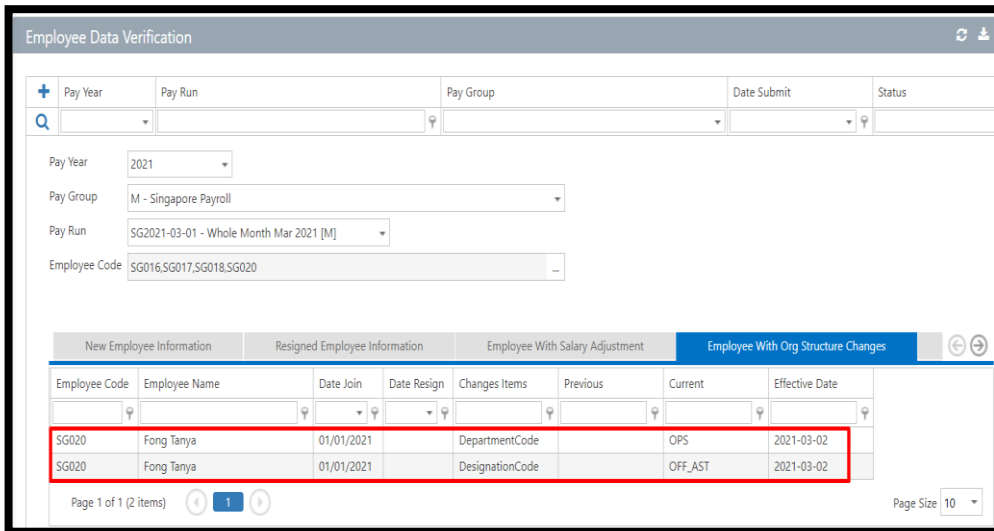 Employee Data Verification
Pay Year Pay Run Pay Group Date Submit Status
Pay Year 2021
Pay Group M - Singapore Payroll
Pay Run SG2021-03-01 - Whole Month Mar 2021 [M]
Employee Code SG016,SG017,SG018,SG020 ...
New Employee Information Resigned Employee Information Employee With Salary Adjustment Employee With Org Structure Changes
Employee Code Employee Name Date Join Date Resign Changes Items Previous Current Effective Date
SG020 Fong Tanya 01/01/2021 DepartmentCode OPS 2021-03-02
SG020 Fong Tanya 01/01/2021 DesignationCode OFF_AST 2021-03-02
Page 1 of 1 (2 items) 1 Page Size 10